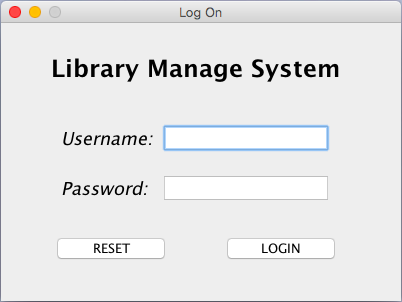 Log On
Library Manage System
Username:
Password:
RESET
LOGIN